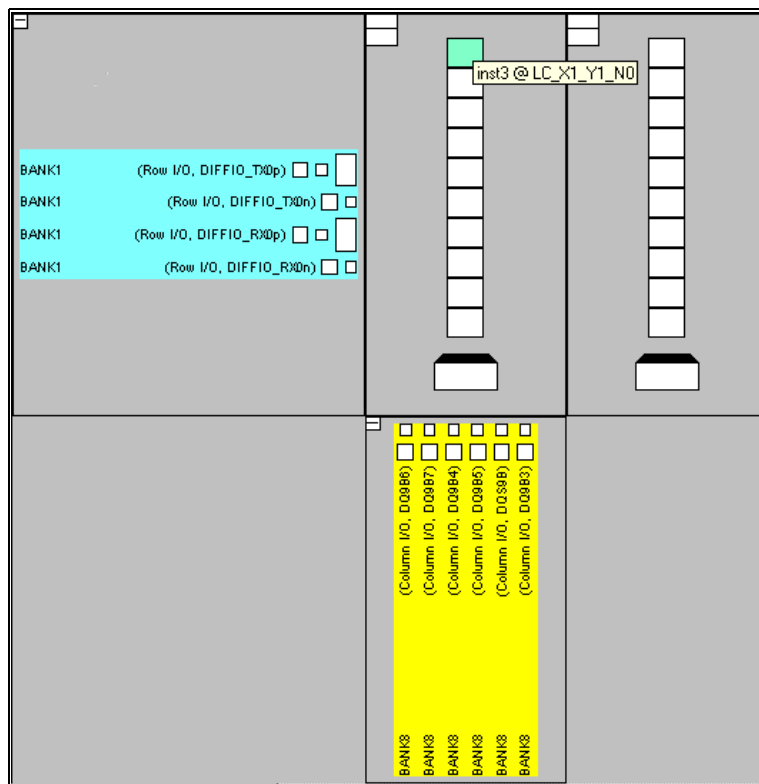 inst3 @ LC_X1_Y1_N0
BANK1 (Row I/O, DIFFIO_TX0p)
BANK1 (Row I/O, DIFFIO_TX0n)
BANK1 (Row I/O, DIFFIO_RX0p)
BANK1 (Row I/O, DIFFIO_RX0n)
BANK8 (Column I/O, DQ9B6)
BANK8 (Column I/O, DQ9B7)
BANK8 (Column I/O, DQ9B4)
BANK8 (Column I/O, DQ9B5)
BANK8 (Column I/O, DQS9B)
BANK8 (Column I/O, DQ9B3)